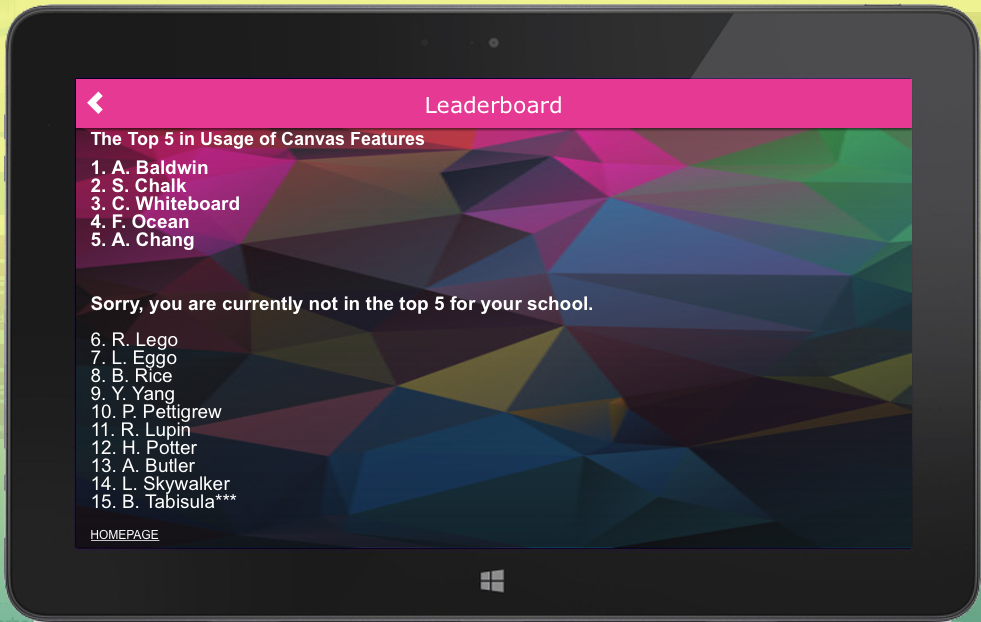 Leaderboard
The Top 5 in Usage of Canvas Features
1. A. Baldwin
2. S. Chalk
3. C. Whiteboard
4. F. Ocean
5. A. Chang
Sorry, you are currently not in the top 5 for your school.
6. R. Lego
7. L. Eggo
8. B. Rice
9. Y. Yang
10. P. Pettigrew
11. R. Lupin
12. H. Potter
13. A. Butler
14. L. Skywalker
15. B. Tabisula***
HOMEPAGE